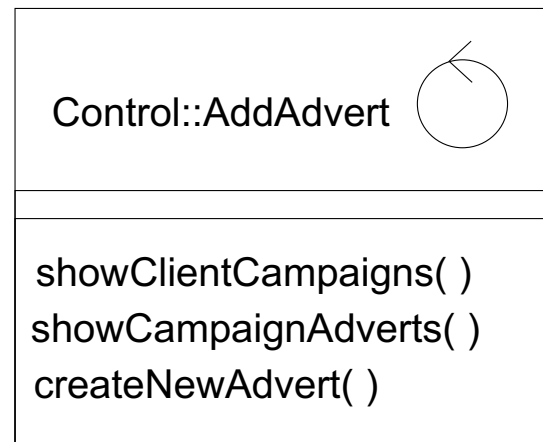 Control::AddAdvert
showClientCampaigns( )
showCampaignAdverts( )
createNewAdvert( )